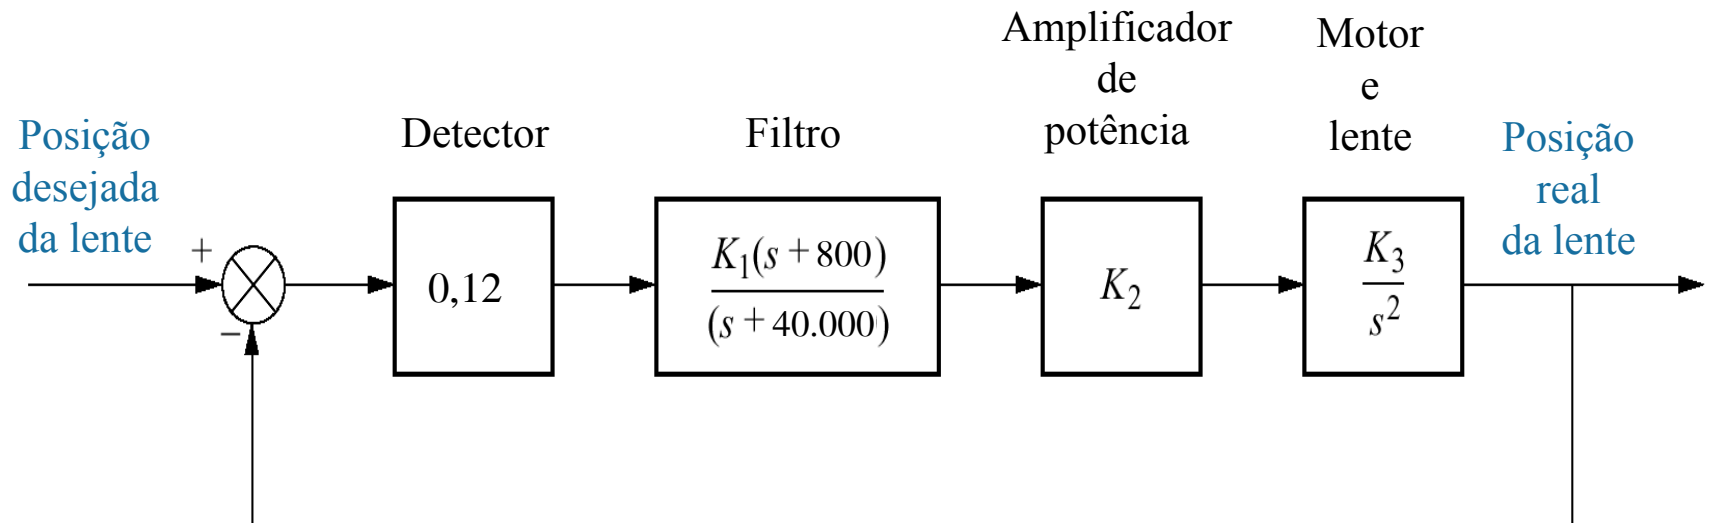 Posição
desejada
da lente
+
−
Detector
0,12
Filtro
K₁(s + 800)
(s + 40.000)
Amplificador
de
potência
K₂
Motor
e
lente
K₃
s²
Posição
real
da lente